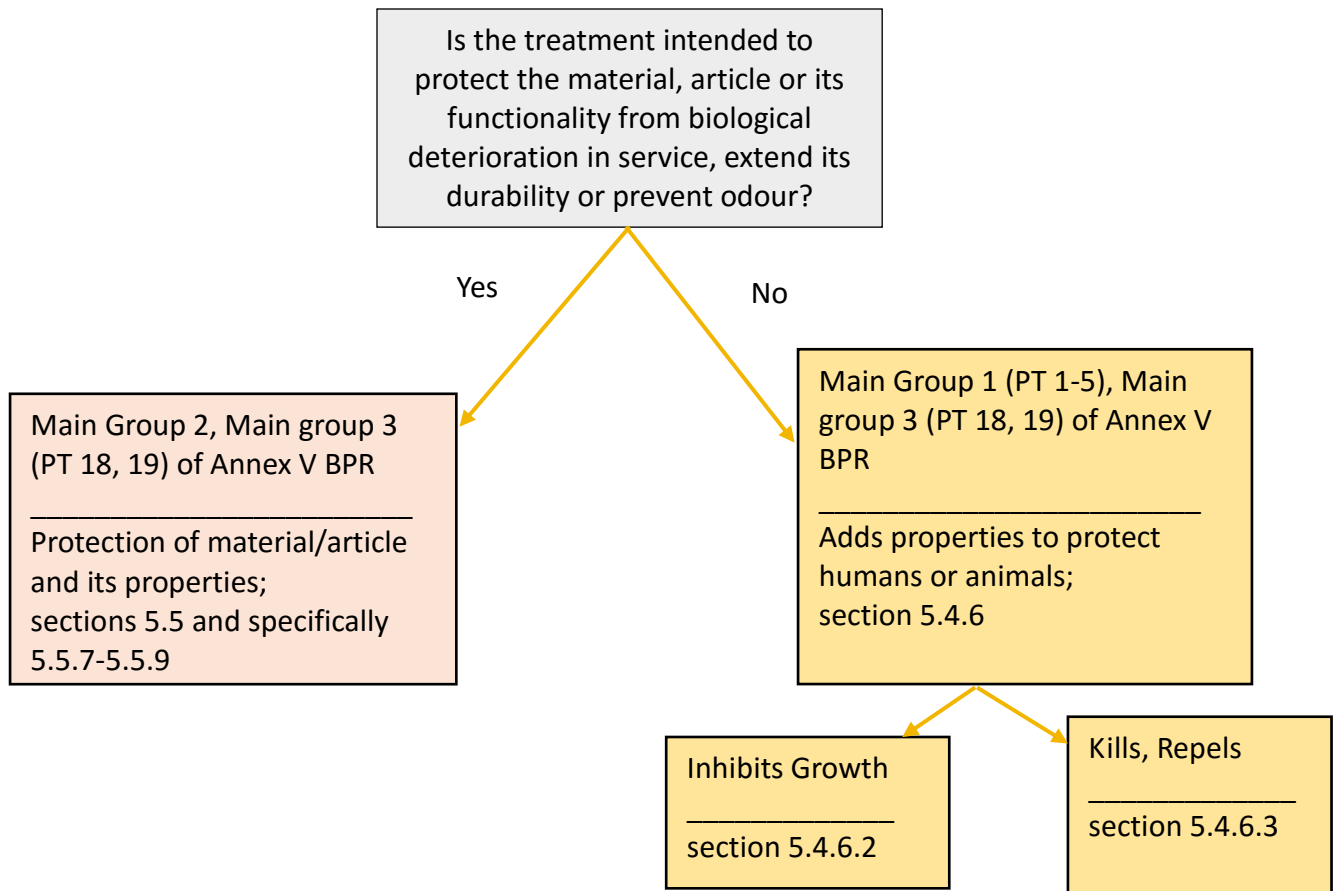 Is the treatment intended to
protect the material, article or its
functionality from biological
deterioration in service, extend its
durability or prevent odour?
Yes
No
Main Group 2, Main group 3
(PT 18, 19) of Annex V BPR
________________________
Protection of material/article
and its properties;
sections 5.5 and specifically
5.5.7-5.5.9
Main Group 1 (PT 1-5), Main
group 3 (PT 18, 19) of Annex V
BPR
________________________
Adds properties to protect
humans or animals;
section 5.4.6
Inhibits Growth
_____________
section 5.4.6.2
Kills, Repels
_____________
section 5.4.6.3